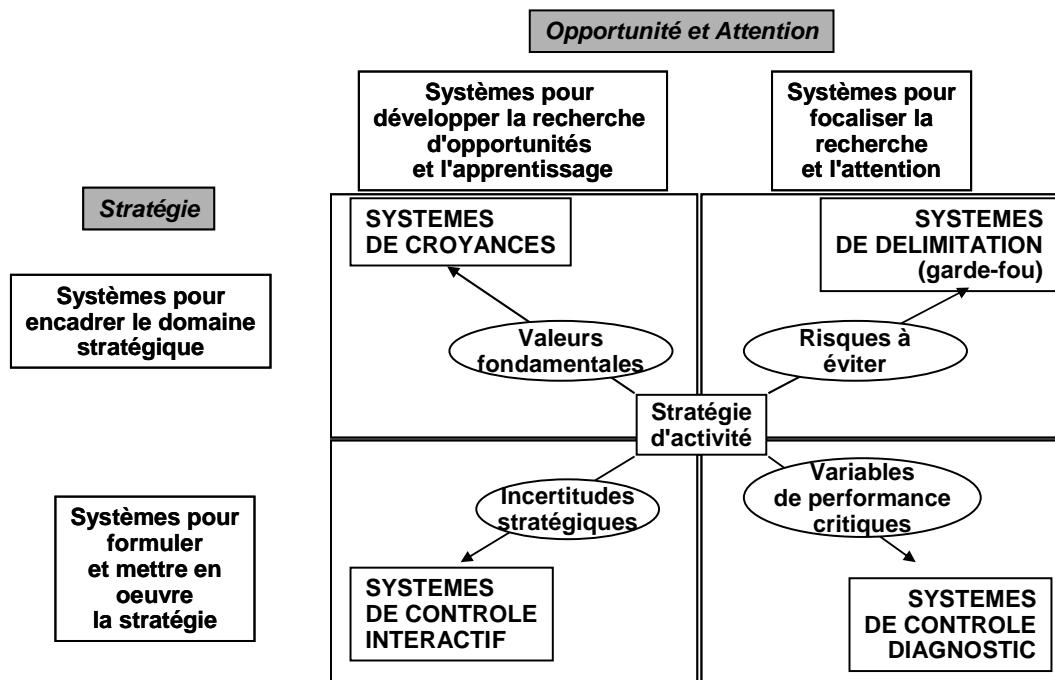 Opportunité et Attention
Systèmes pour
développer la recherche
d'opportunités
et l'apprentissage
Systèmes pour
focaliser la
recherche
et l'attention
Stratégie
SYSTEMES
DE CROYANCES
SYSTEMES
DE DELIMITATION
(garde-fou)
Systèmes pour
encadrer le domaine
stratégique
Valeurs
fondamentales
Risques à
éviter
Stratégie
d'activité
Incertitudes
stratégiques
Variables
de performance
critiques
Systèmes pour
formuler
et mettre en
oeuvre
la stratégie
SYSTEMES
DE CONTROLE
INTERACTIF
SYSTEMES
DE CONTROLE
DIAGNOSTIC